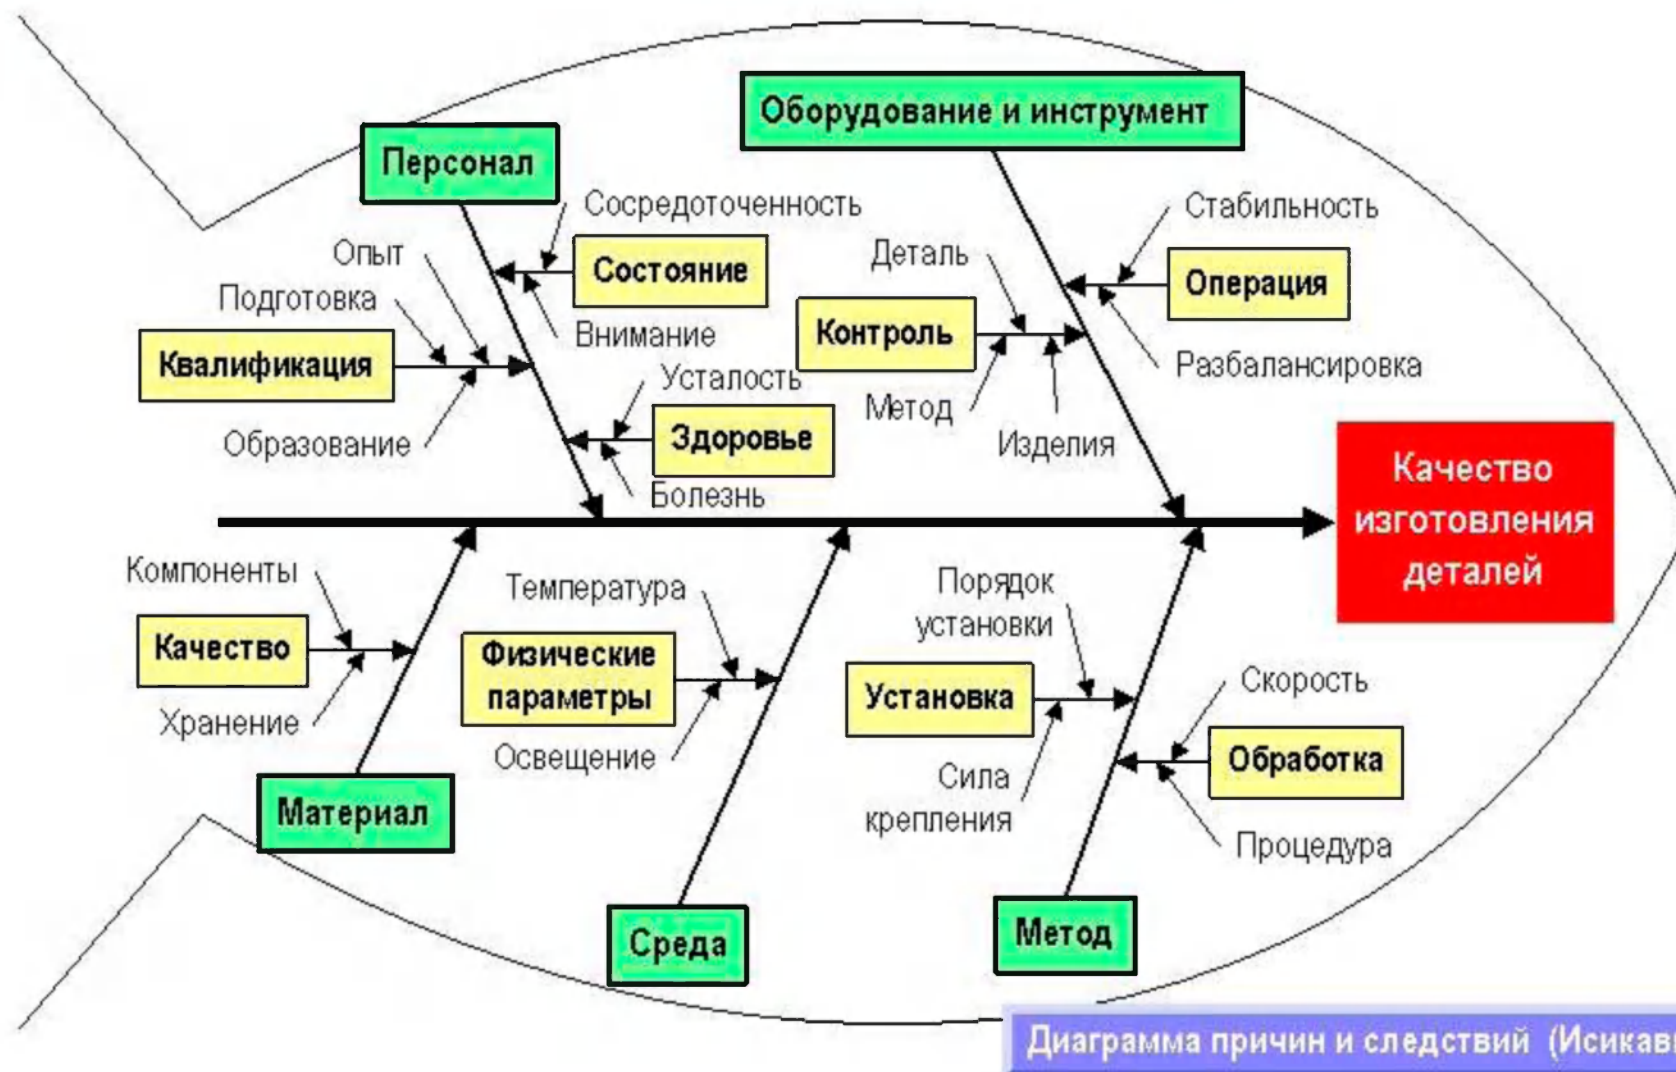 Оборудование и инструмент
Персонал
Сосредоточенность
Стабильность
Опыт
Состояние
Деталь
Операция
Подготовка
Внимание
Контроль
Квалификация
Усталость
Разбалансировка
Метод
Образование
Здоровье
Изделия
Болезнь
Качество
изготовления
деталей
Компоненты
Температура
Порядок
установки
Качество
Физические
параметры
Скорость
Установка
Хранение
Освещение
Обработка
Сила
крепления
Материал
Процедура
Среда
Метод
Диаграмма причин и следствий (Исикавы